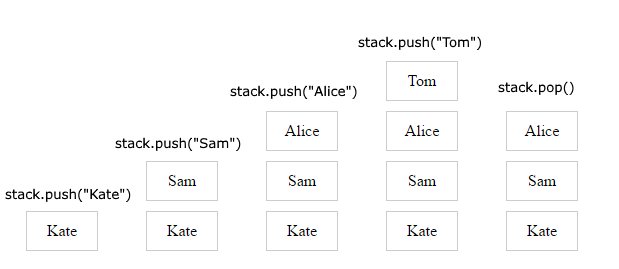 stack.push("Tom")
Tom
stack.pop()
stack.push("Alice")
Alice Alice Alice
stack.push("Sam")
Sam Sam Sam Sam
stack.push("Kate")
Kate Kate Kate Kate Kate